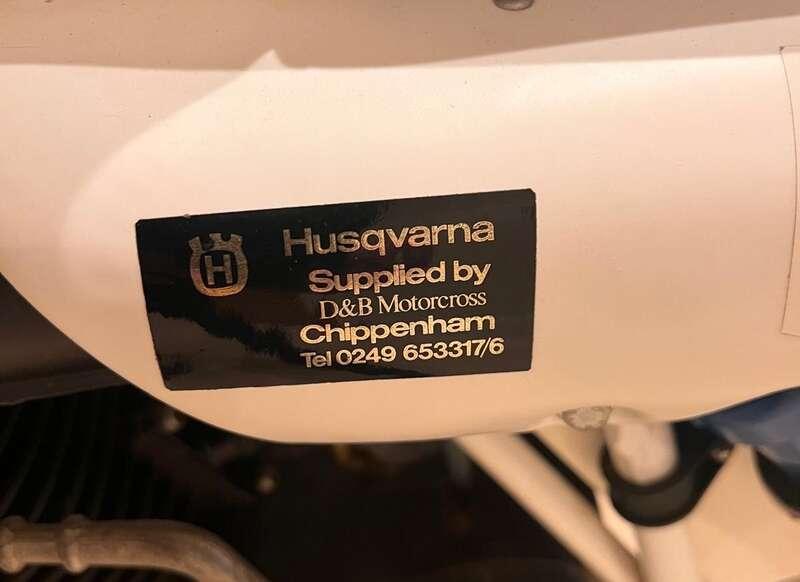 H
Husqvarna
Supplied by
D&B Motorcross
Chippenham
Tel 0249 653317/6